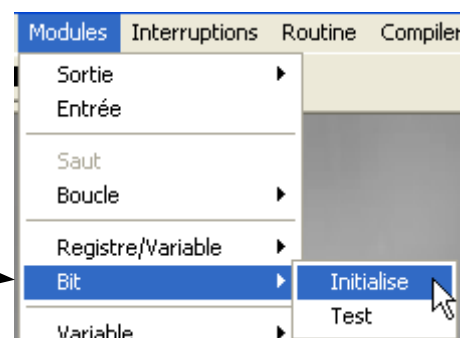 Modules Interruptions Routine Compiler
Sortie
Entrée
Saut
Boucle
Registre/Variable
Bit
Initialise
Test
Variable